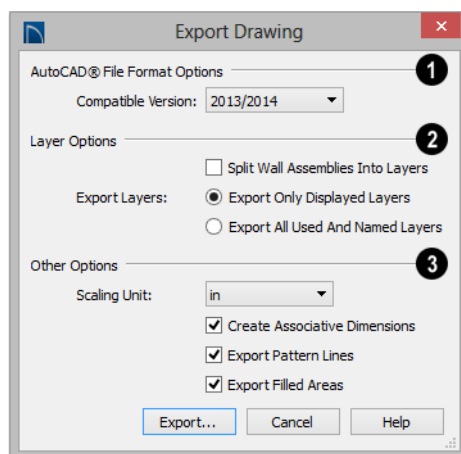 Export Drawing
×
AutoCAD® File Format Options 1
Compatible Version: 2013/2014
Layer Options 2
Split Wall Assemblies Into Layers
Export Layers: Export Only Displayed Layers
Export All Used And Named Layers
Other Options 3
Scaling Unit: in
Create Associative Dimensions
Export Pattern Lines
Export Filled Areas
Export... Cancel Help